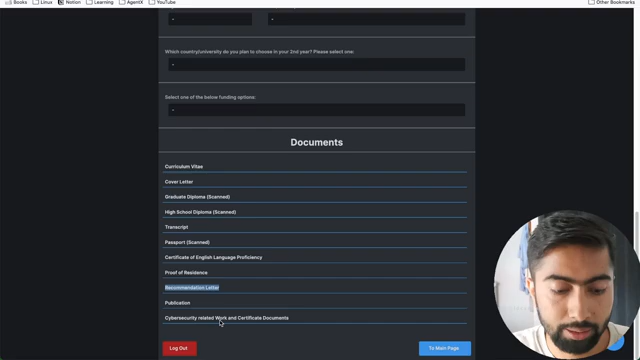 Books Linux Notion Learning AgentX YouTube Other Bookmarks
- -
Which country/university do you plan to choose in your 2nd year? Please select one:
-
Select one of the below funding options:
-
Documents
Curriculum Vitae
Cover Letter
Graduate Diploma (Scanned)
High School Diploma (Scanned)
Transcript
Passport (Scanned)
Certificate of English Language Proficiency
Proof of Residence
Recommendation Letter
Publication
Cybersecurity related Work and Certificate Documents
Log Out To Main Page